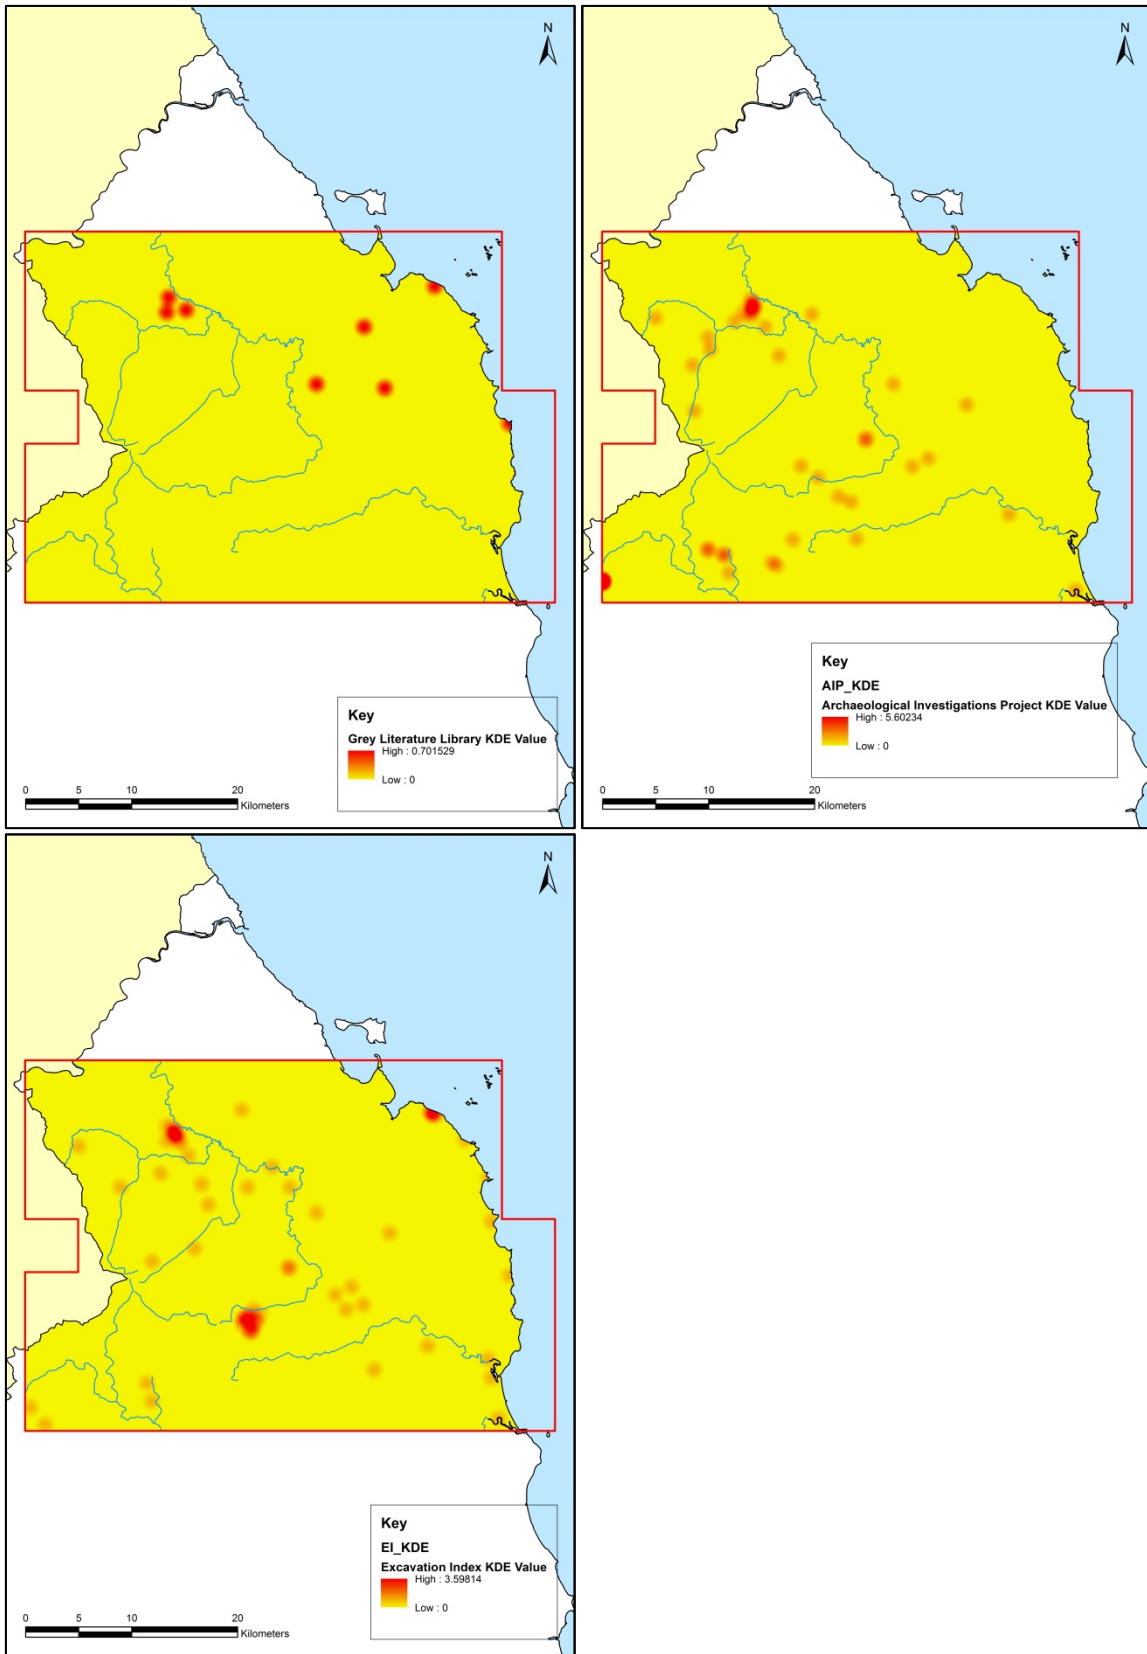 N
Key
Grey Literature Library KDE Value
High : 0.701529
Low : 0
0 5 10 20
Kilometers
N
Key
AIP_KDE
Archaeological Investigations Project KDE Value
High : 5.60234
Low : 0
0 5 10 20
Kilometers
N
Key
EI_KDE
Excavation Index KDE Value
High : 3.59814
Low : 0
0 5 10 20
Kilometers